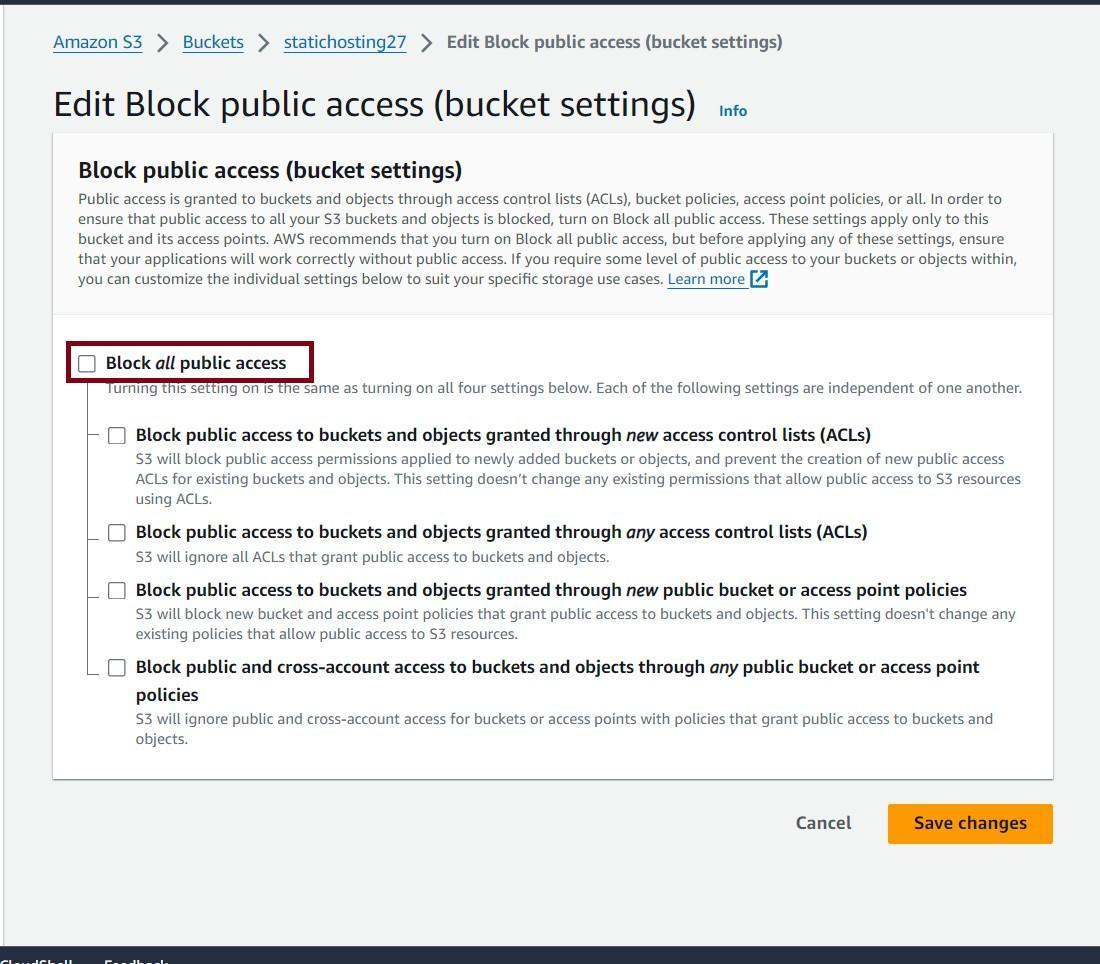 Amazon S3 > Buckets > statichosting27 > Edit Block public access (bucket settings)
Edit Block public access (bucket settings) Info
Block public access (bucket settings)
Public access is granted to buckets and objects through access control lists (ACLs), bucket policies, access point policies, or all. In order to
ensure that public access to all your S3 buckets and objects is blocked, turn on Block all public access. These settings apply only to this
bucket and its access points. AWS recommends that you turn on Block all public access, but before applying any of these settings, ensure
that your applications will work correctly without public access. If you require some level of public access to your buckets or objects within,
you can customize the individual settings below to suit your specific storage use cases. Learn more
Block all public access
Turning this setting on is the same as turning on all four settings below. Each of the following settings are independent of one another.
Block public access to buckets and objects granted through new access control lists (ACLs)
S3 will block public access permissions applied to newly added buckets or objects, and prevent the creation of new public access
ACLs for existing buckets and objects. This setting doesn’t change any existing permissions that allow public access to S3 resources
using ACLs.
Block public access to buckets and objects granted through any access control lists (ACLs)
S3 will ignore all ACLs that grant public access to buckets and objects.
Block public access to buckets and objects granted through new public bucket or access point policies
S3 will block new bucket and access point policies that grant public access to buckets and objects. This setting doesn't change any
existing policies that allow public access to S3 resources.
Block public and cross-account access to buckets and objects through any public bucket or access point
policies
S3 will ignore public and cross-account access for buckets or access points with policies that grant public access to buckets and
objects.
Cancel Save changes
CloudShell Feedback